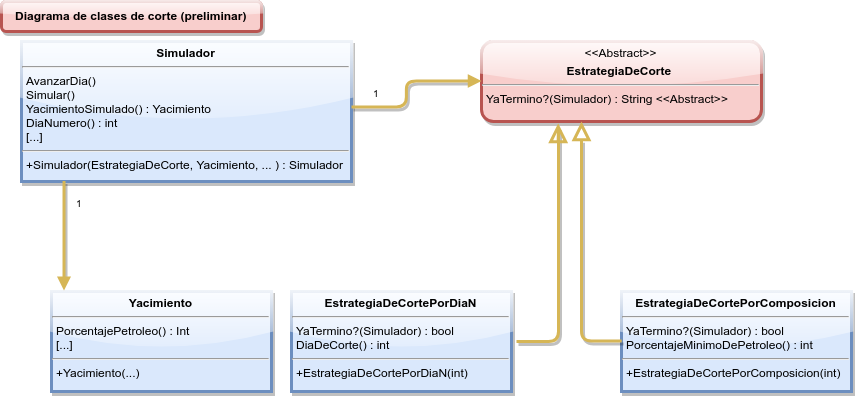 Diagrama de clases de corte (preliminar)
Simulador
AvanzarDia()
Simular()
YacimientoSimulado() : Yacimiento
DiaNumero() : int
[...]
+Simulador(EstrategiaDeCorte, Yacimiento, ... ) : Simulador
1
<<Abstract>>
EstrategiaDeCorte
YaTermino?(Simulador) : String <<Abstract>>
1
Yacimiento
PorcentajePetroleo() : Int
[...]
+Yacimiento(...)
EstrategiaDeCortePorDiaN
YaTermino?(Simulador) : bool
DiaDeCorte() : int
+EstrategiaDeCortePorDiaN(int)
EstrategiaDeCortePorComposicion
YaTermino?(Simulador) : bool
PorcentajeMinimoDePetroleo() : int
+EstrategiaDeCortePorComposicion(int)